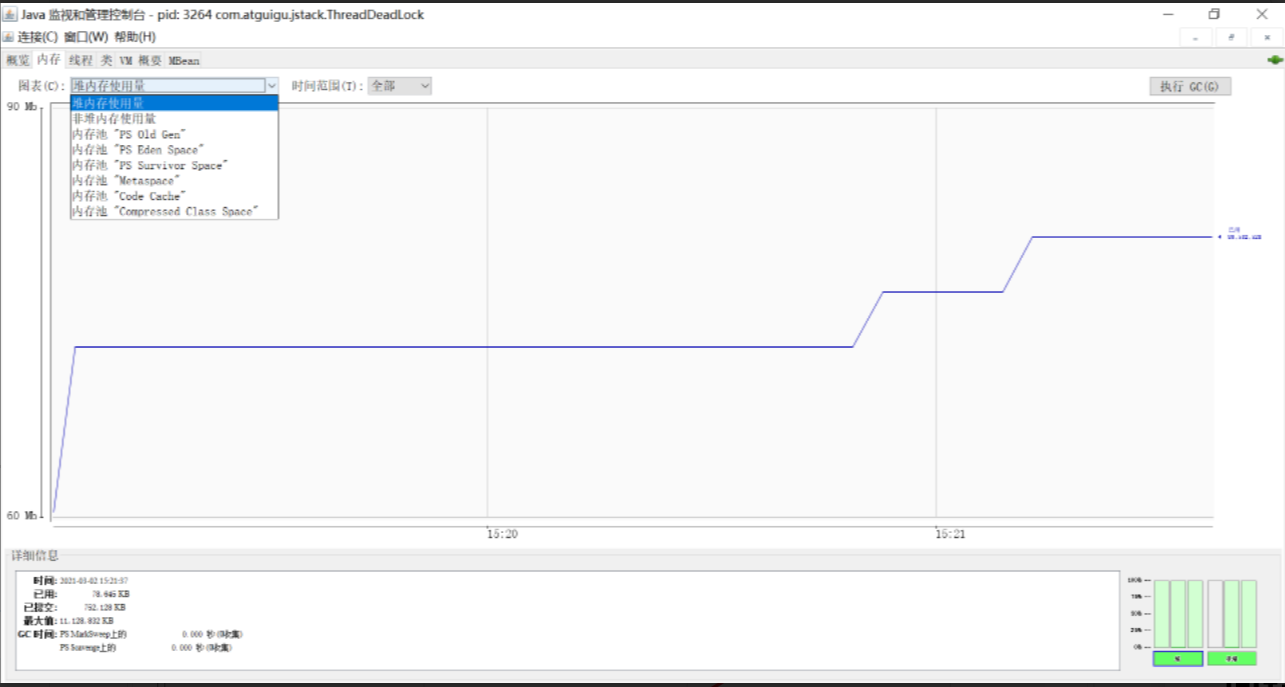 Java 监视和管理控制台 - pid: 3264 com.atguigu.jstack.ThreadDeadLock
连接(C) 窗口(W) 帮助(H)
概览 内存 线程 类 VM 概要 MBean
图表(C): 堆内存使用量 时间范围(T): 全部 执行 GC(G)
堆内存使用量
90 Mb
非堆内存使用量
内存池 "PS Old Gen"
内存池 "PS Eden Space"
内存池 "PS Survivor Space"
内存池 "Metaspace"
内存池 "Code Cache"
内存池 "Compressed Class Space"
已用
60 Mb
15:20 15:21
详细信息
时间: 2021-03-02 15:21:37
已用: 78.645 KB
已提交: 752.128 KB
最大值: 11.128.832 KB
GC 时间: PS MarkSweep上的 0.000 秒 (0收集)
PS Scavenge上的 0.000 秒 (0收集)
100%
75%
50%
25%
0%
堆